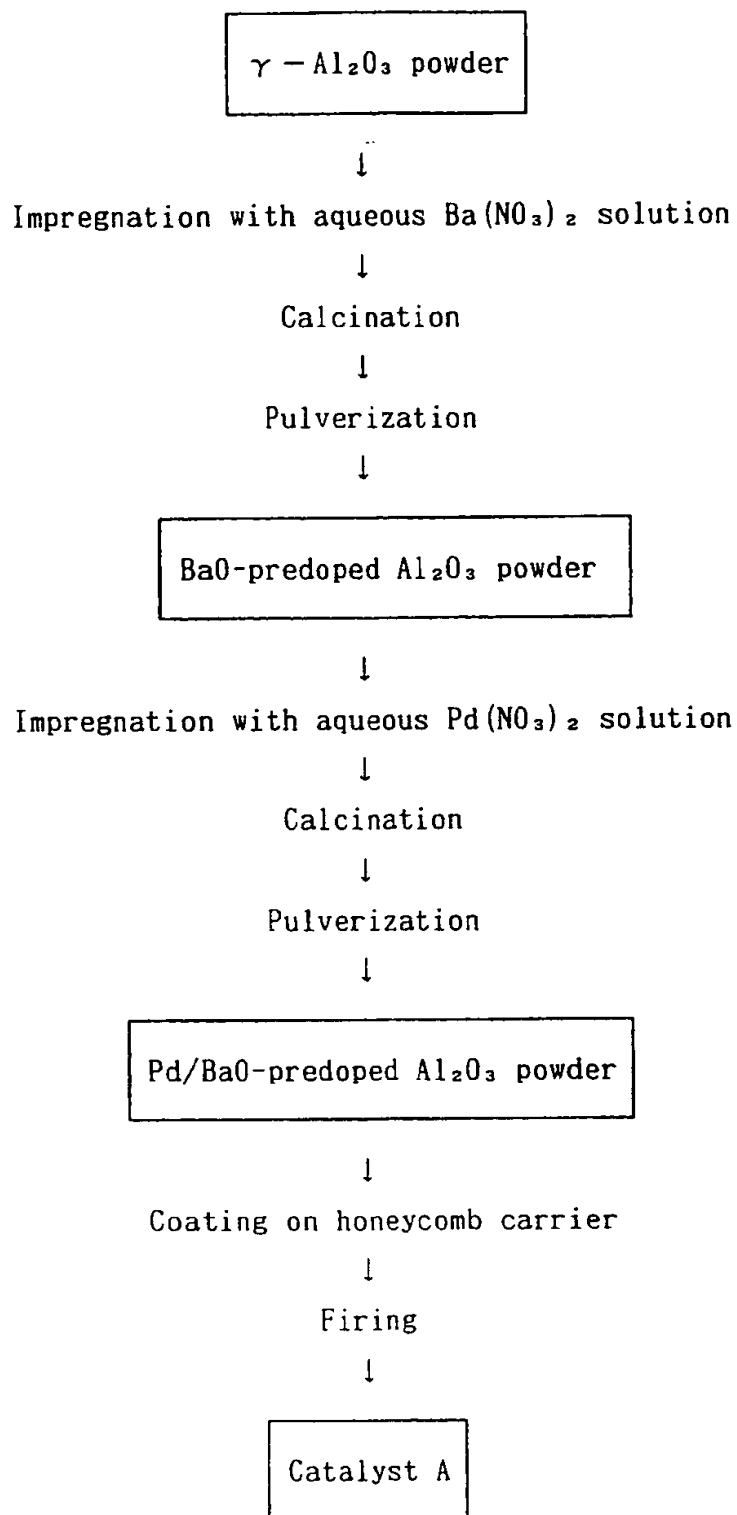 γ－Al₂O₃ powder
↓
Impregnation with aqueous Ba(NO₃)₂ solution
↓
Calcination
↓
Pulverization
↓
BaO-predoped Al₂O₃ powder
↓
Impregnation with aqueous Pd(NO₃)₂ solution
↓
Calcination
↓
Pulverization
↓
Pd/BaO-predoped Al₂O₃ powder
↓
Coating on honeycomb carrier
↓
Firing
↓
Catalyst A